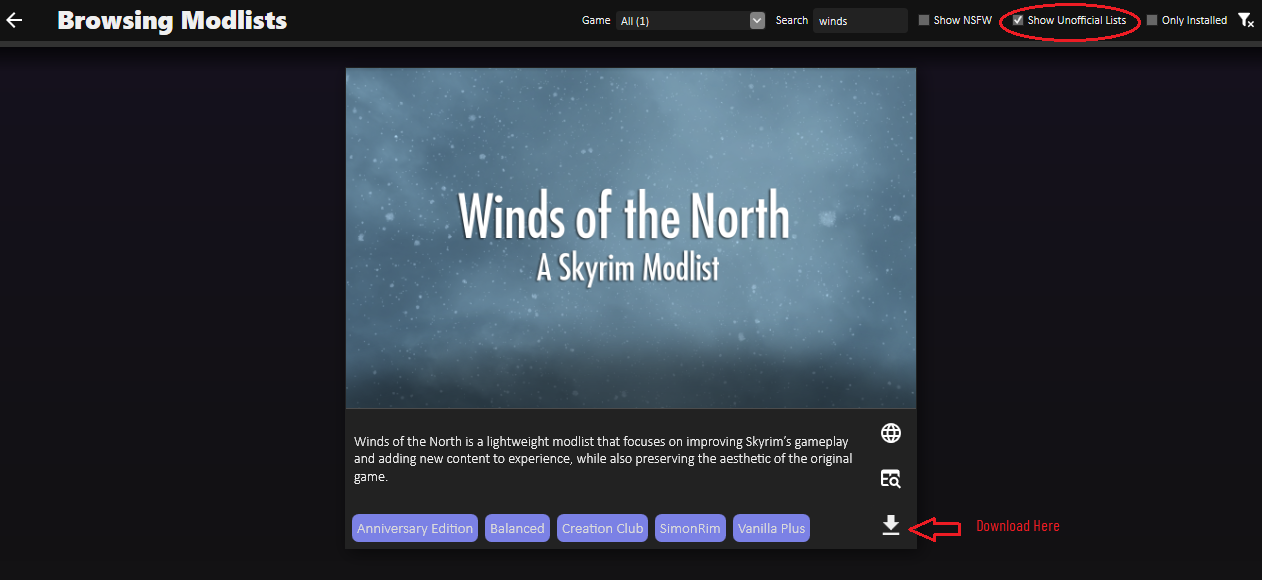 Browsing Modlists
Game All (1) Search winds Show NSFW Show Unofficial Lists Only Installed
Winds of the North
A Skyrim Modlist
Winds of the North is a lightweight modlist that focuses on improving Skyrim's gameplay
and adding new content to experience, while also preserving the aesthetic of the original
game.
Anniversary Edition Balanced Creation Club SimonRim Vanilla Plus
Download Here